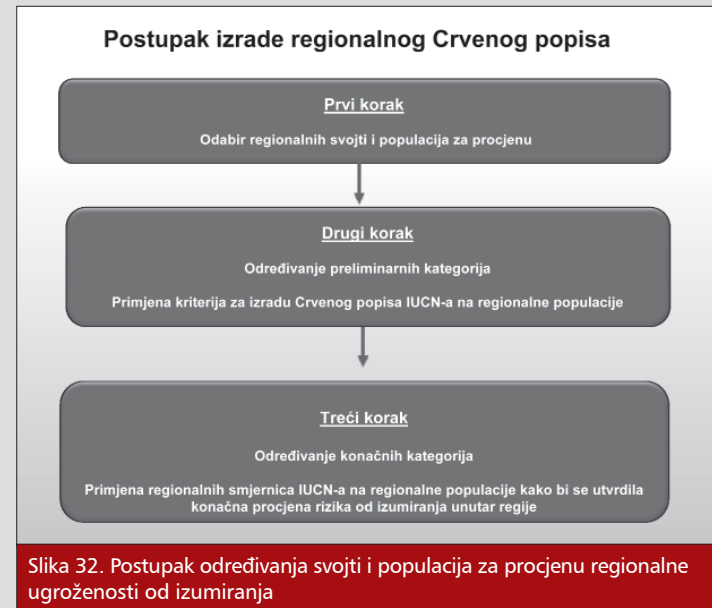 Postupak izrade regionalnog Crvenog popisa
Prvi korak
Odabir regionalnih svojti i populacija za procjenu
Drugi korak
Određivanje preliminarnih kategorija
Primjena kriterija za izradu Crvenog popisa IUCN-a na regionalne populacije
Treći korak
Određivanje konačnih kategorija
Primjena regionalnih smjernica IUCN-a na regionalne populacije kako bi se utvrdila
konačna procjena rizika od izumiranja unutar regije
Slika 32. Postupak određivanja svojti i populacija za procjenu regionalne
ugroženosti od izumiranja